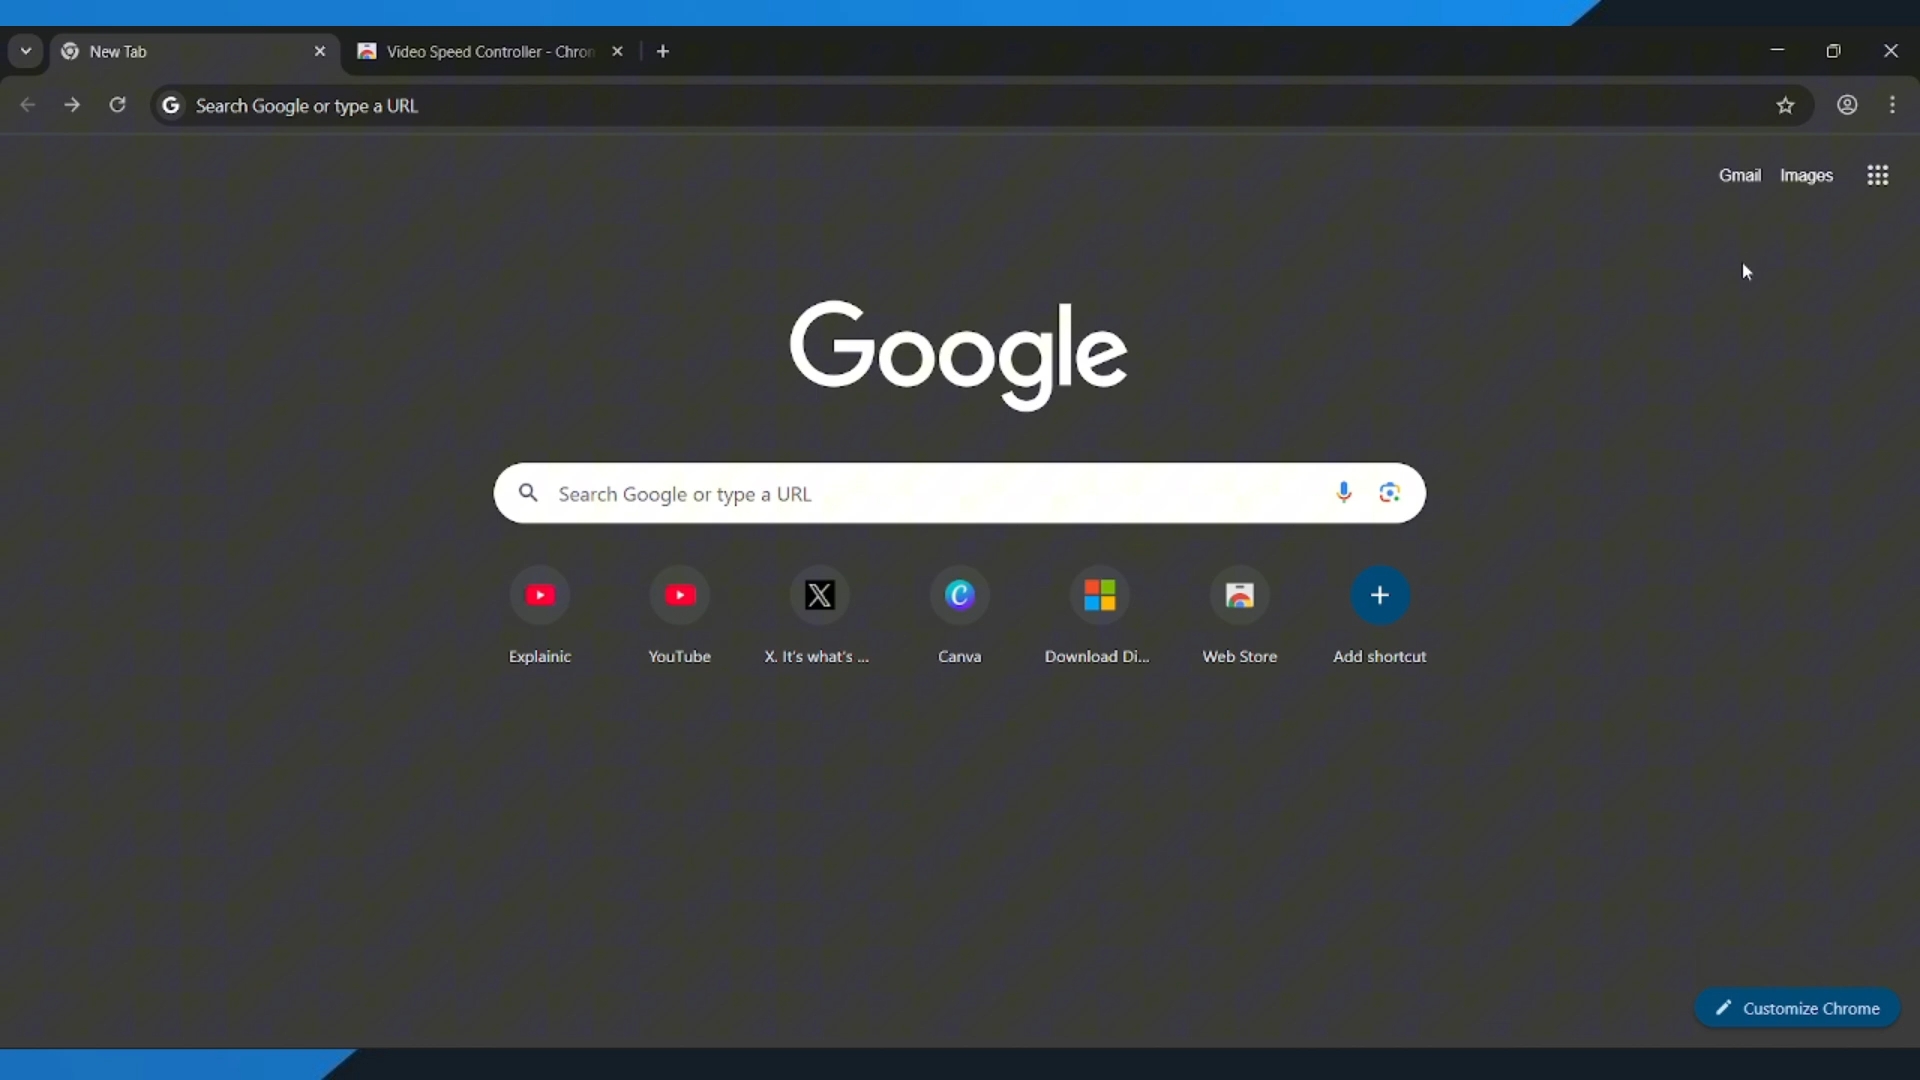 New Tab
Video Speed Controller - Chro
Search Google or type a URL
Gmail Images
Google
Search Google or type a URL
Explainic
YouTube
X. It's what's ...
Canva
Download Di...
Web Store
Add shortcut
Customize Chrome